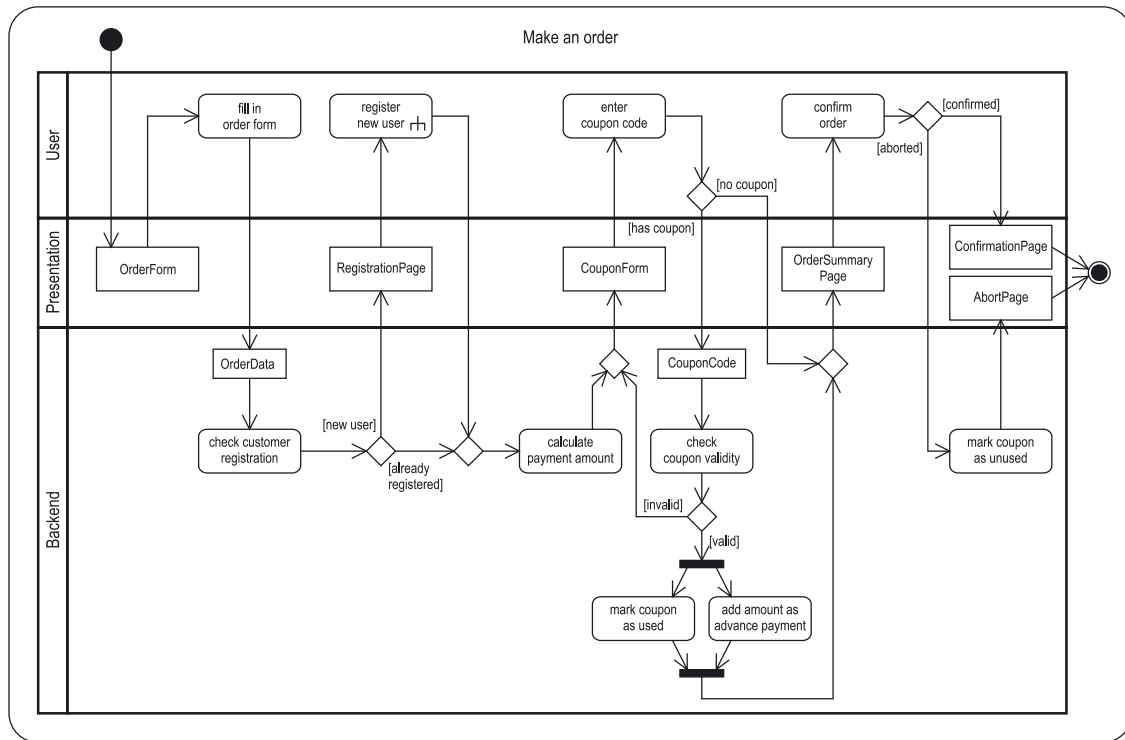 Make an order
User
fill in
order form
register
new user
enter
coupon code
confirm
order
[confirmed]
[aborted]
[no coupon]
[has coupon]
Presentation
OrderForm
RegistrationPage
CouponForm
OrderSummary
Page
ConfirmationPage
AbortPage
Backend
OrderData
CouponCode
check customer
registration
[new user]
[already
registered]
calculate
payment amount
check
coupon validity
mark coupon
as unused
[invalid]
[valid]
mark coupon
as used
add amount as
advance payment